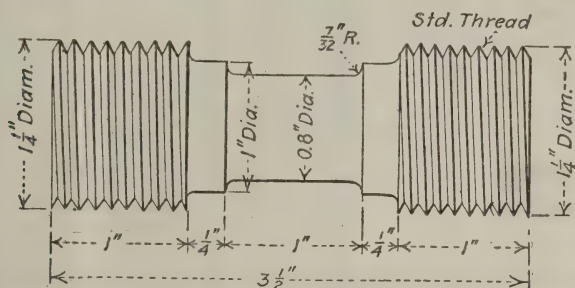 7/32" R.
Std. Thread
1 1/4" Diam.
1" Dia.
0.8" Dia.
1 1/4" Diam.
1"
1/4"
1"
1/4"
1"
3 1/2"